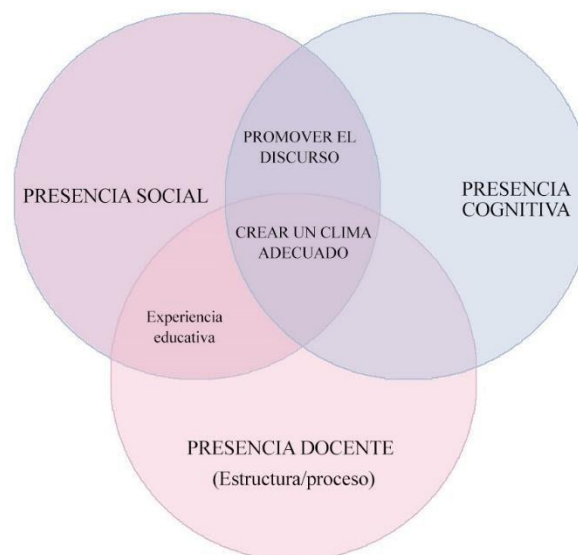 PROMOVER EL
DISCURSO
PRESENCIA SOCIAL
PRESENCIA
COGNITIVA
CREAR UN CLIMA
ADECUADO
Experiencia
educativa
PRESENCIA DOCENTE
(Estructura/proceso)